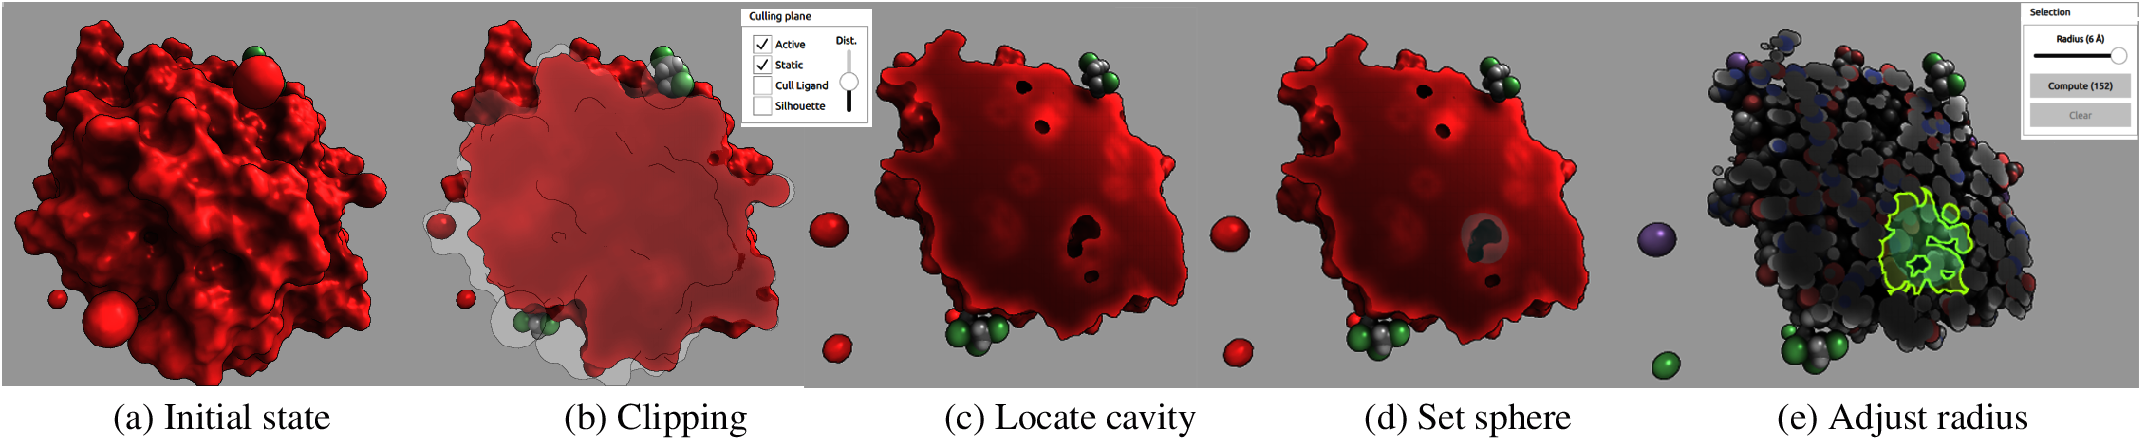 Culling plane
Active
Dist.
Static
Cull Ligand
Silhouette
Selection
Radius (6 Å)
Compute (152)
Clear
(a) Initial state
(b) Clipping
(c) Locate cavity
(d) Set sphere
(e) Adjust radius